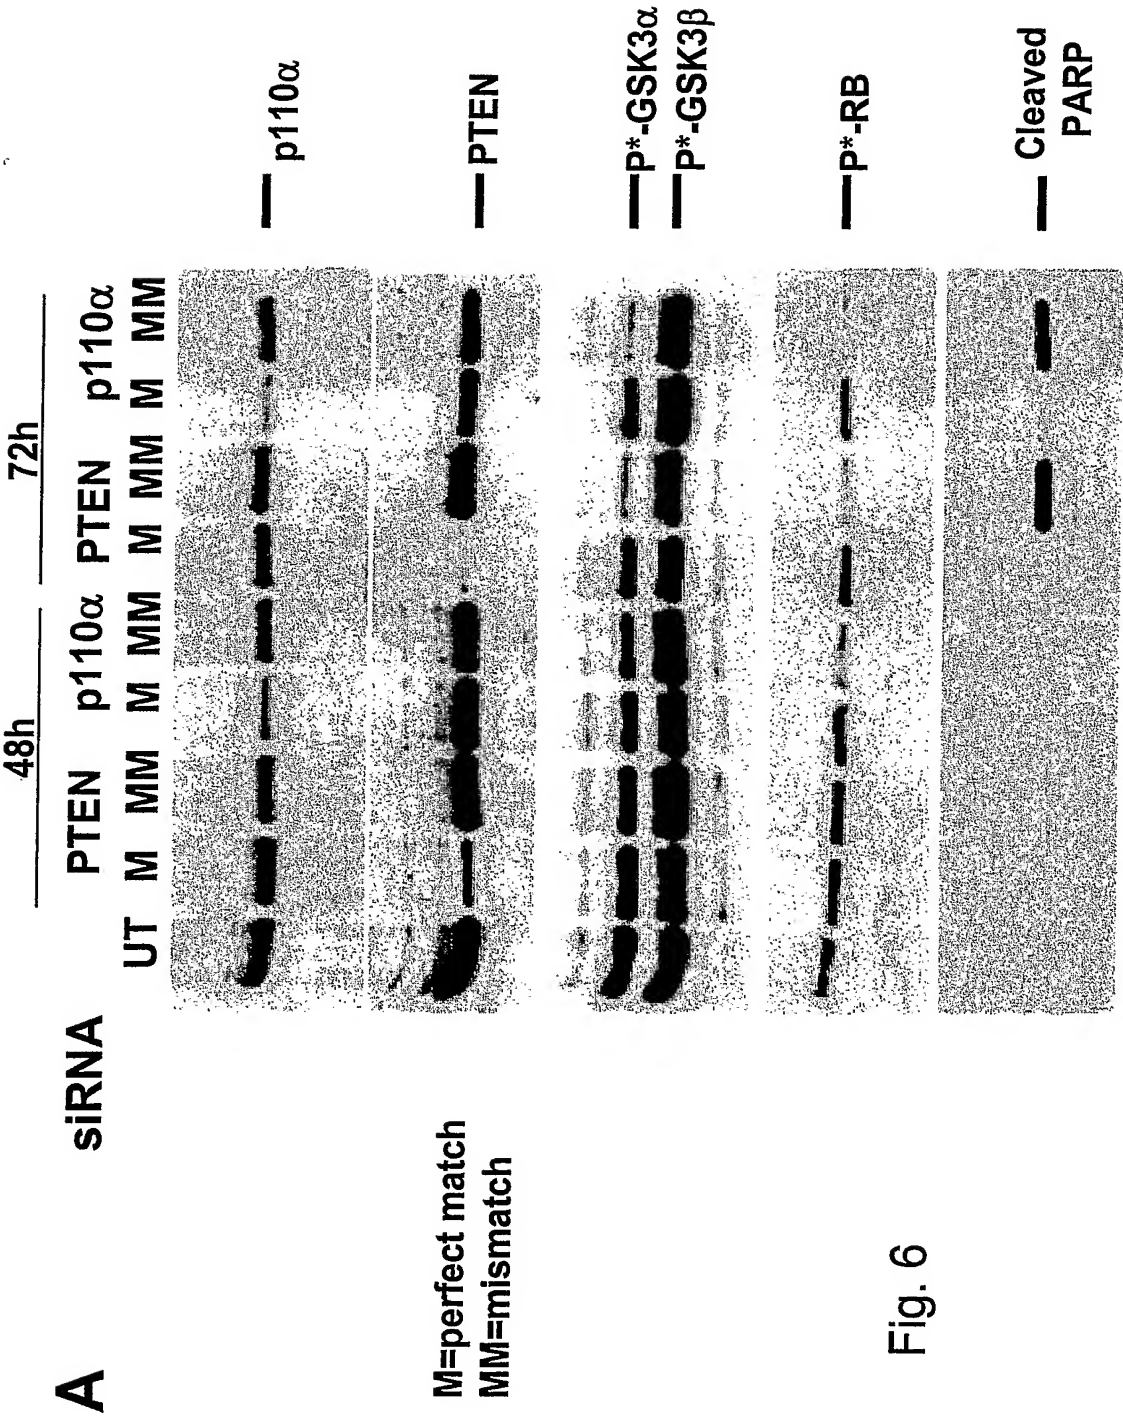 A
siRNA
48h
72h
PTEN p110α PTEN p110α
UT M MM M MM M MM M MM
p110α
PTEN
P*-GSK3α
P*-GSK3β
P*-RB
Cleaved
PARP
M=perfect match
MM=mismatch
Fig. 6